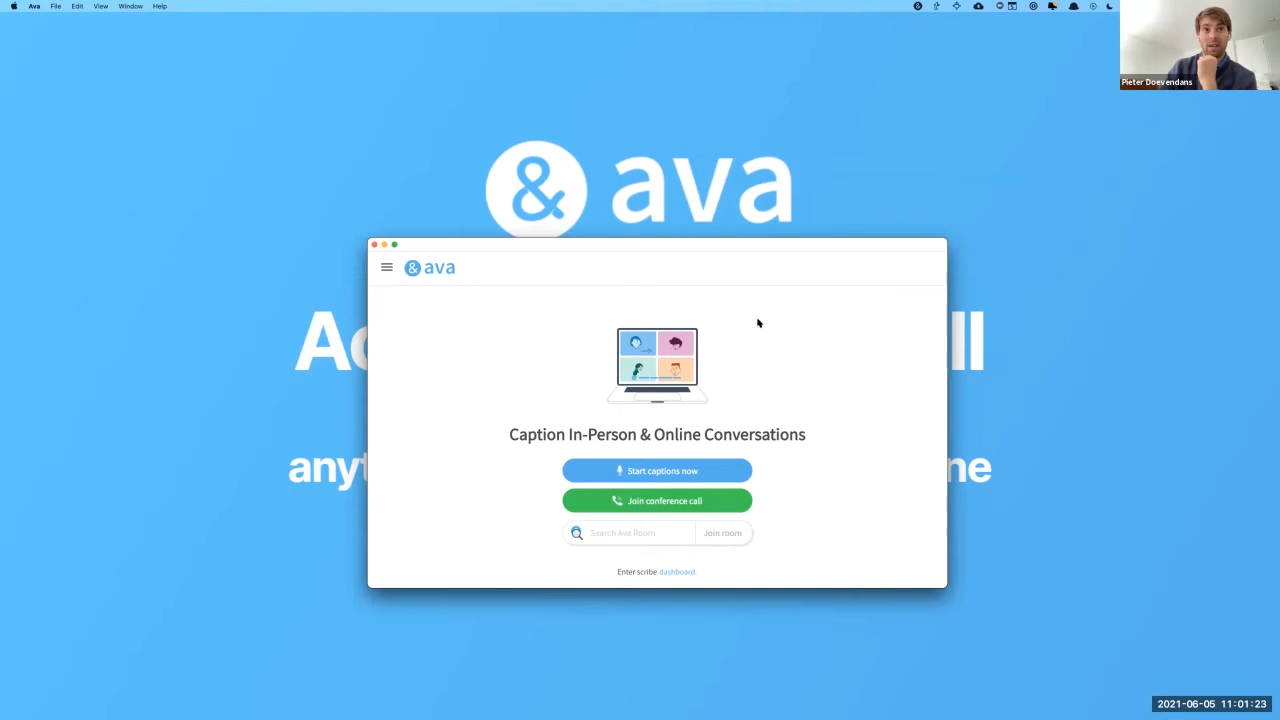 Ava File Edit View Window Help
Pieter Doevendans
& ava
& ava
Caption In-Person & Online Conversations
Start captions now
Join conference call
Search Ava Room Join room
Enter scribe dashboard.
2021-06-05 11:01:23